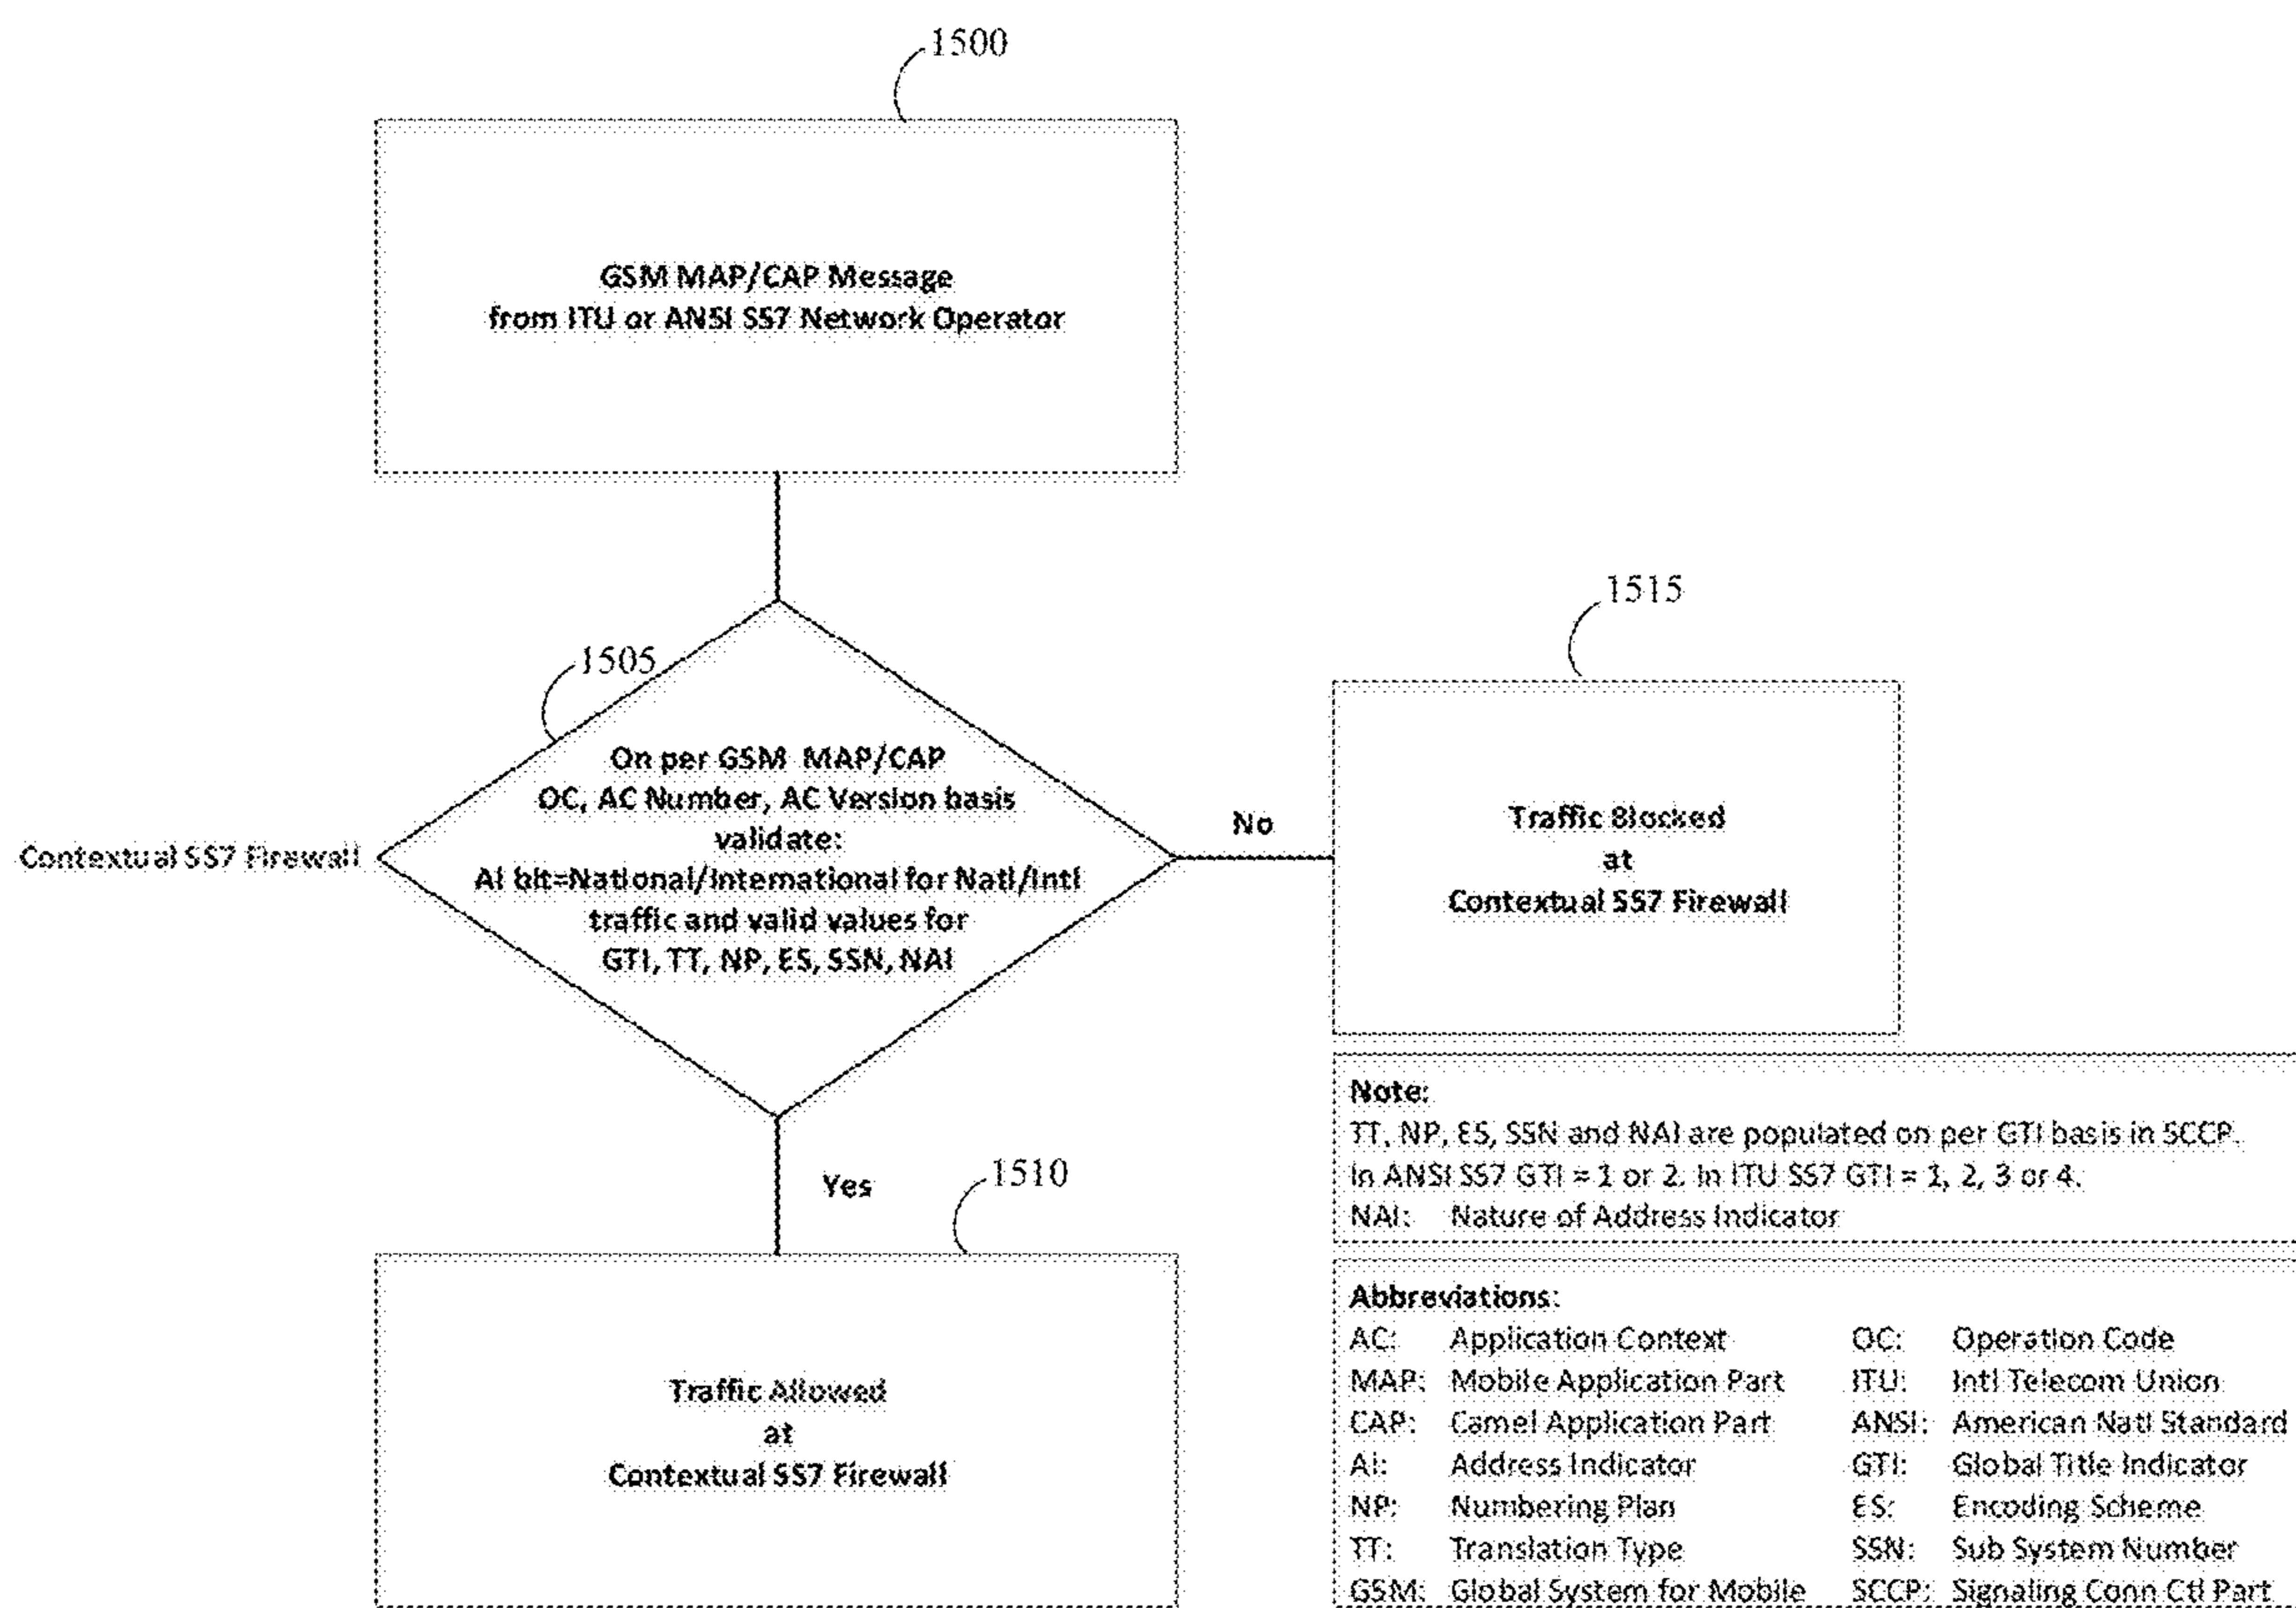 1500
GSM MAP/CAP Message
from ITU or ANSI SS7 Network Operator
1505
On per GSM MAP/CAP
OC, AC Number, AC Version basis
validate:
AI bit=National/International for Natl/Intl
traffic and valid values for
GTI, TT, NP, ES, SSN, NAI
Contextual SS7 Firewall
No
1515
Traffic Blocked
at
Contextual SS7 Firewall
Yes
1510
Traffic Allowed
at
Contextual SS7 Firewall
Note:
TT, NP, ES, SSN and NAI are populated on per GTI basis in SCCP.
In ANSI SS7 GTI = 1 or 2. In ITU SS7 GTI = 1, 2, 3 or 4.
NAI: Nature of Address Indicator
Abbreviations:
AC: Application Context OC: Operation Code
MAP: Mobile Application Part ITU: Intl Telecom Union
CAP: Camel Application Part ANSI: American Natl Standard
AI: Address Indicator GTI: Global Title Indicator
NP: Numbering Plan ES: Encoding Scheme
TT: Translation Type SSN: Sub System Number
GSM: Global System for Mobile SCCP: Signaling Conn Ctl Part